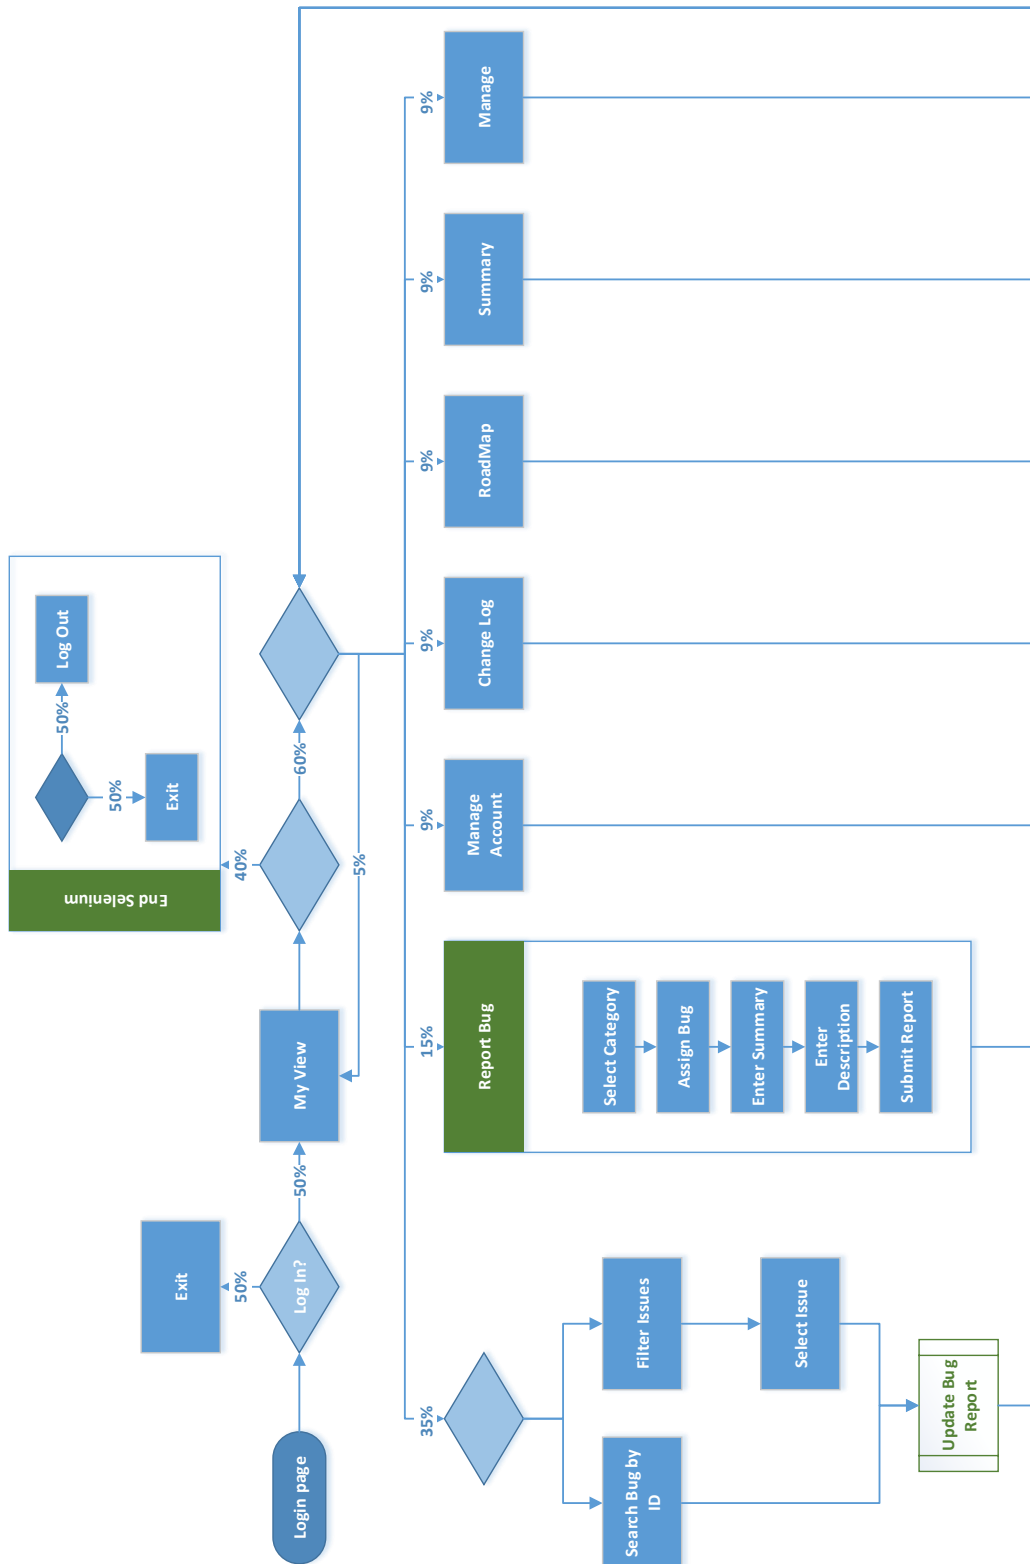 Login page
Log In?
50%
Exit
50%
My View
40%
60%
5%
End Selenium
50%
Exit
50%
Log Out
35%
Search Bug by
ID
Filter Issues
Select Issue
Update Bug
Report
15%
Report Bug
Select Category
Assign Bug
Enter Summary
Enter
Description
Submit Report
9%
Manage
Account
9%
Change Log
9%
RoadMap
9%
Summary
9%
Manage